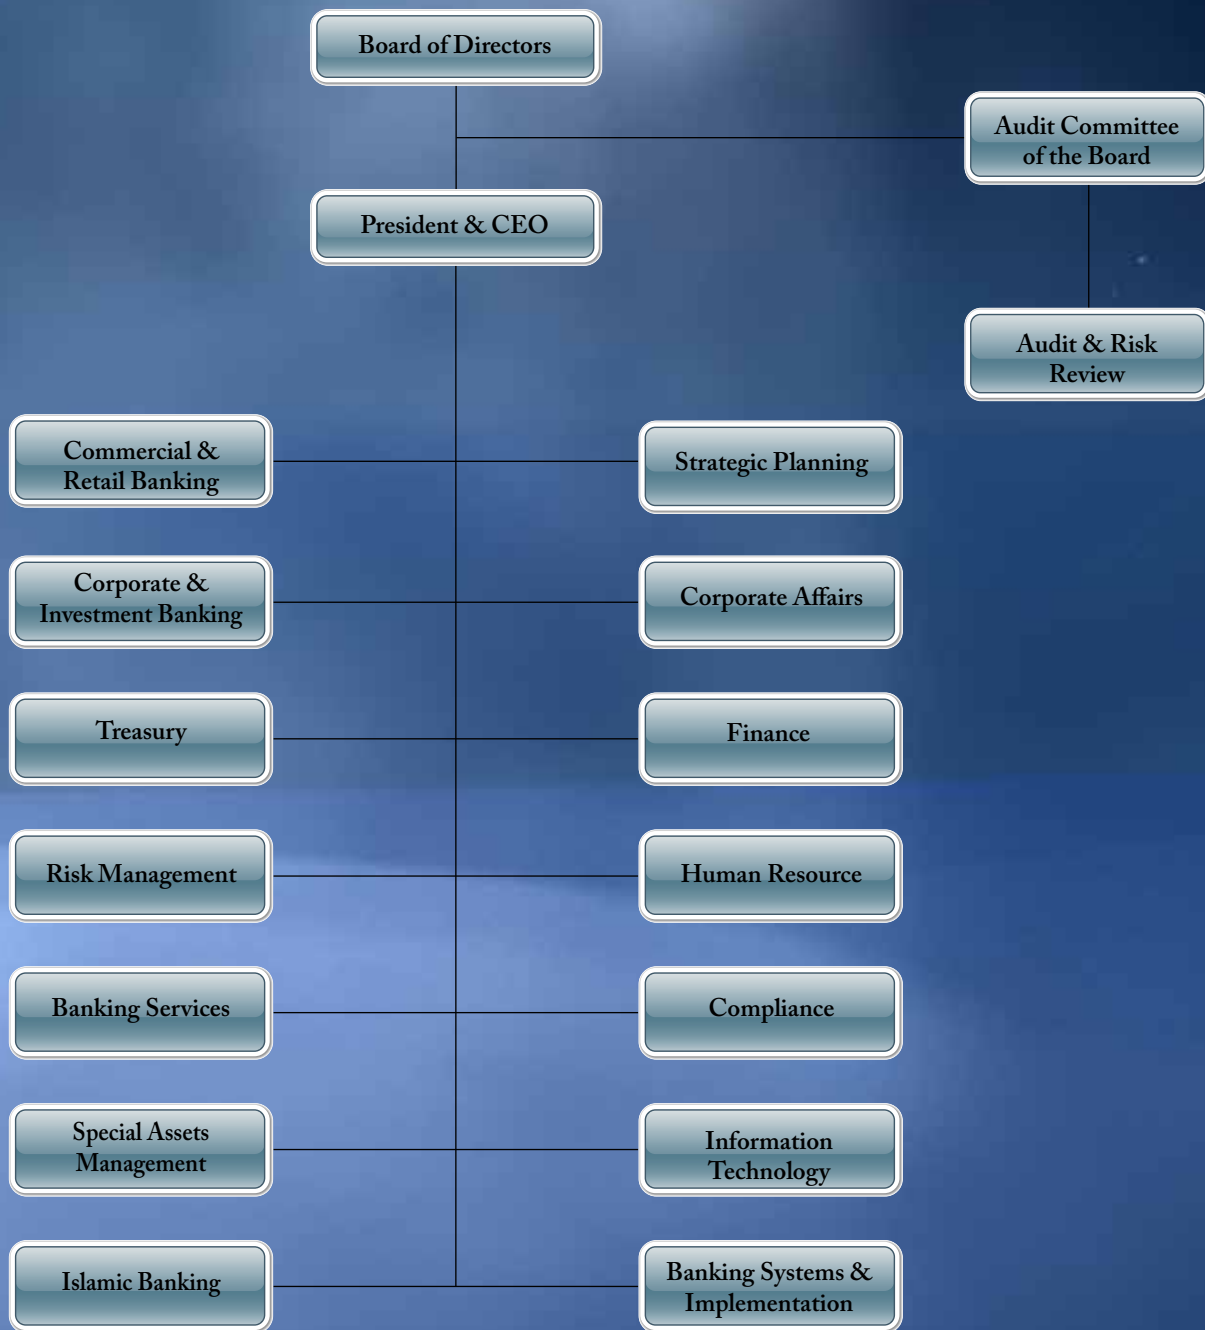 Board of Directors
Audit Committee
of the Board
President & CEO
Audit & Risk
Review
Commercial &
Retail Banking
Strategic Planning
Corporate &
Investment Banking
Corporate Affairs
Treasury
Finance
Risk Management
Human Resource
Banking Services
Compliance
Special Assets
Management
Information
Technology
Islamic Banking
Banking Systems &
Implementation